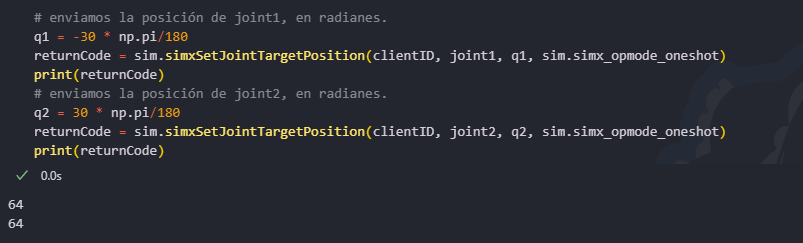 # enviamos la posición de joint1, en radianes.
q1 = -30 * np.pi/180
returnCode = sim.simxSetJointTargetPosition(clientID, joint1, q1, sim.simx_opmode_oneshot)
print(returnCode)
# enviamos la posición de joint2, en radianes.
q2 = 30 * np.pi/180
returnCode = sim.simxSetJointTargetPosition(clientID, joint2, q2, sim.simx_opmode_oneshot)
print(returnCode)
0.0s
64
64